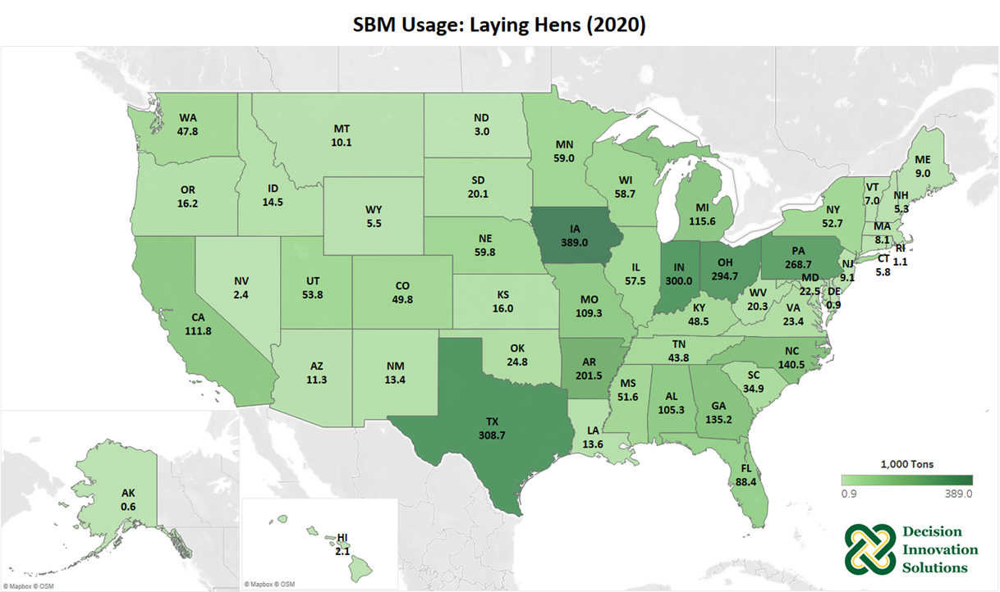 SBM Usage: Laying Hens (2020)
WA
47.8
MT
10.1
ND
3.0
MN
59.0
ME
9.0
OR
16.2
ID
14.5
WY
5.5
SD
20.1
WI
58.7
MI
115.6
NY
52.7
VT
7.0
NH
5.3
MA
8.1
RI
1.1
CT
5.8
NE
59.8
IA
389.0
IL
57.5
IN
300.0
OH
294.7
PA
268.7
NJ
9.1
MD
22.5
DE
0.9
NV
2.4
UT
53.8
CO
49.8
KS
16.0
MO
109.3
KY
48.5
WV
20.3
VA
23.4
CA
111.8
AZ
11.3
NM
13.4
OK
24.8
AR
201.5
TN
43.8
NC
140.5
SC
34.9
TX
308.7
LA
13.6
MS
51.6
AL
105.3
GA
135.2
FL
88.4
AK
0.6
HI
2.1
1,000 Tons
0.9 389.0
Decision
Innovation
Solutions
© Mapbox © OSM
© Mapbox © OSM